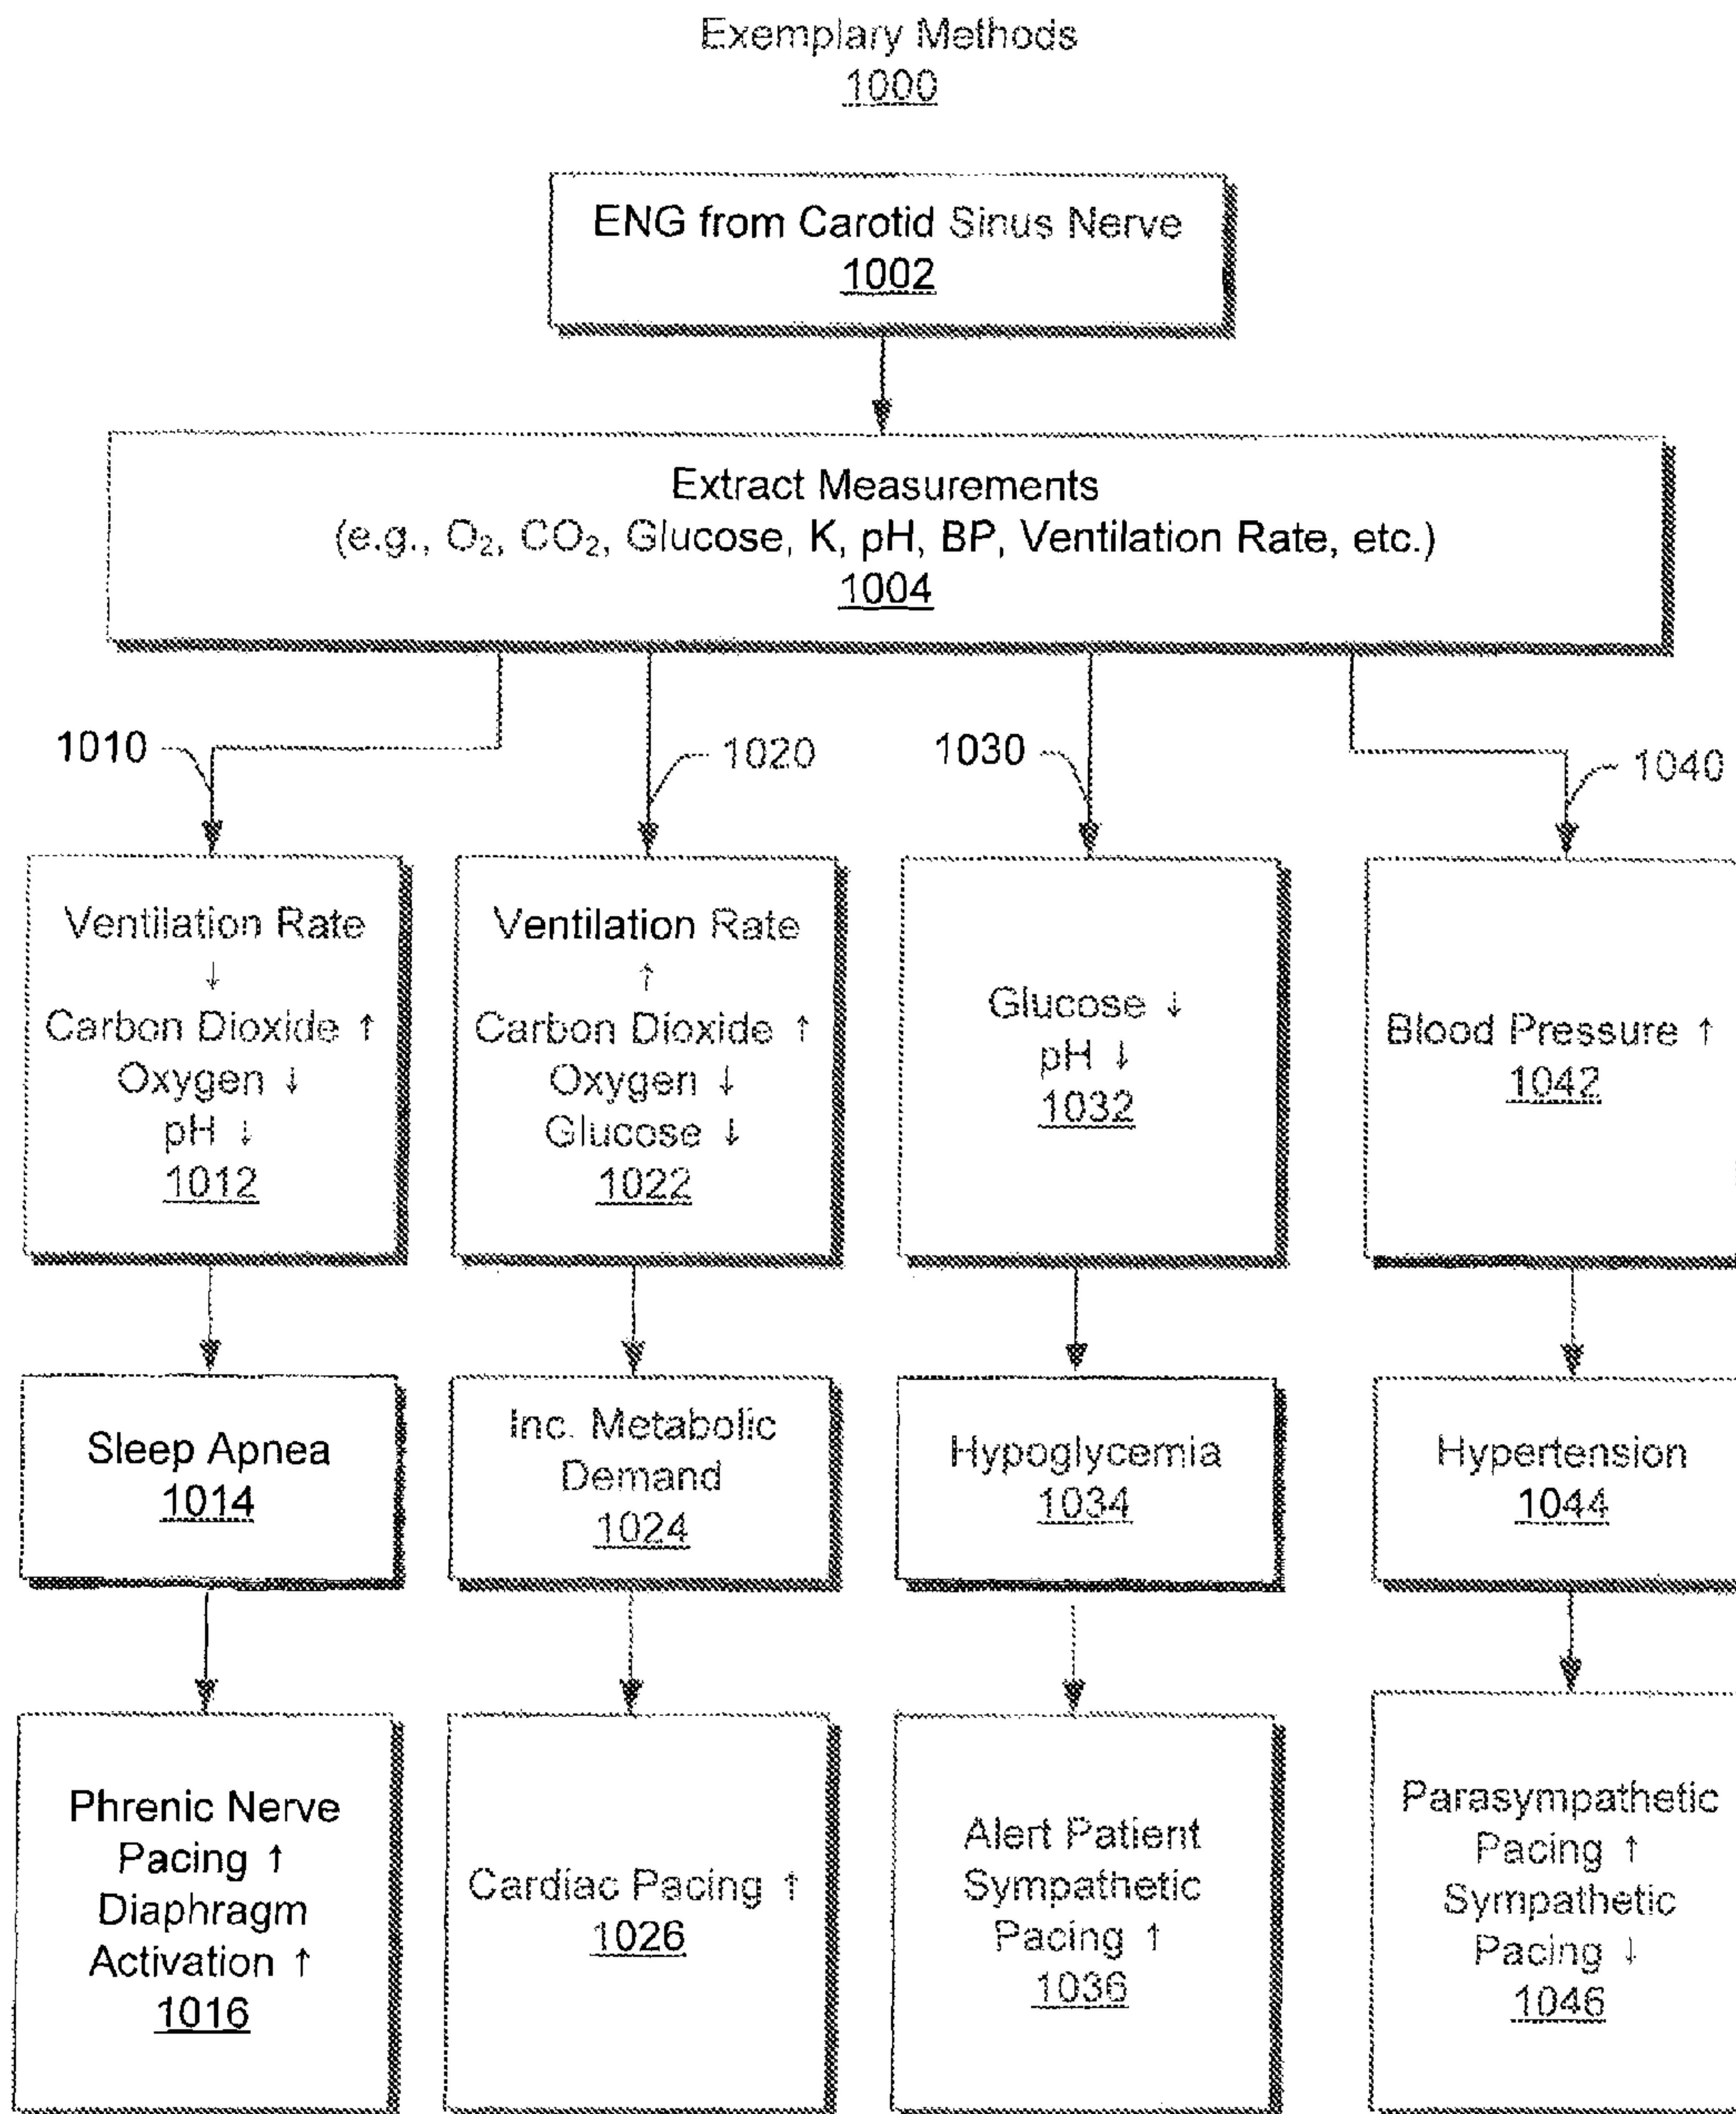 Exemplary Methods
1000
ENG from Carotid Sinus Nerve
1002
Extract Measurements
(e.g., O₂, CO₂, Glucose, K, pH, BP, Ventilation Rate, etc.)
1004
1010
1020
1030
1040
Ventilation Rate
↓
Carbon Dioxide ↑
Oxygen ↓
pH ↓
1012
Ventilation Rate
↑
Carbon Dioxide ↑
Oxygen ↓
Glucose ↓
1022
Glucose ↓
pH ↓
1032
Blood Pressure ↑
1042
Sleep Apnea
1014
Inc. Metabolic
Demand
1024
Hypoglycemia
1034
Hypertension
1044
Phrenic Nerve
Pacing ↑
Diaphragm
Activation ↑
1016
Cardiac Pacing ↑
1026
Alert Patient
Sympathetic
Pacing ↑
1036
Parasympathetic
Pacing ↑
Sympathetic
Pacing ↓
1046